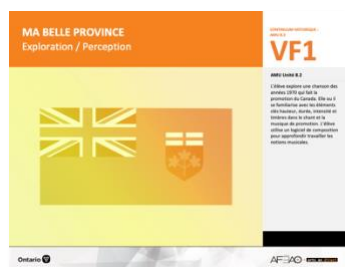 MA BELLE PROVINCE
Exploration / Perception
VF1
AMU Unité 8.2
L'élève explore une chanson des
années 1970 qui fait la
promotion du Canada. Elle ou il
se familiarise avec les éléments
clés hauteur, durée, intensité et
timbres dans le chant et la
musique de promotion. L'élève
utilise un logiciel de composition
pour approfondir travailler les
notions musicales.
Ontario
AFEAO